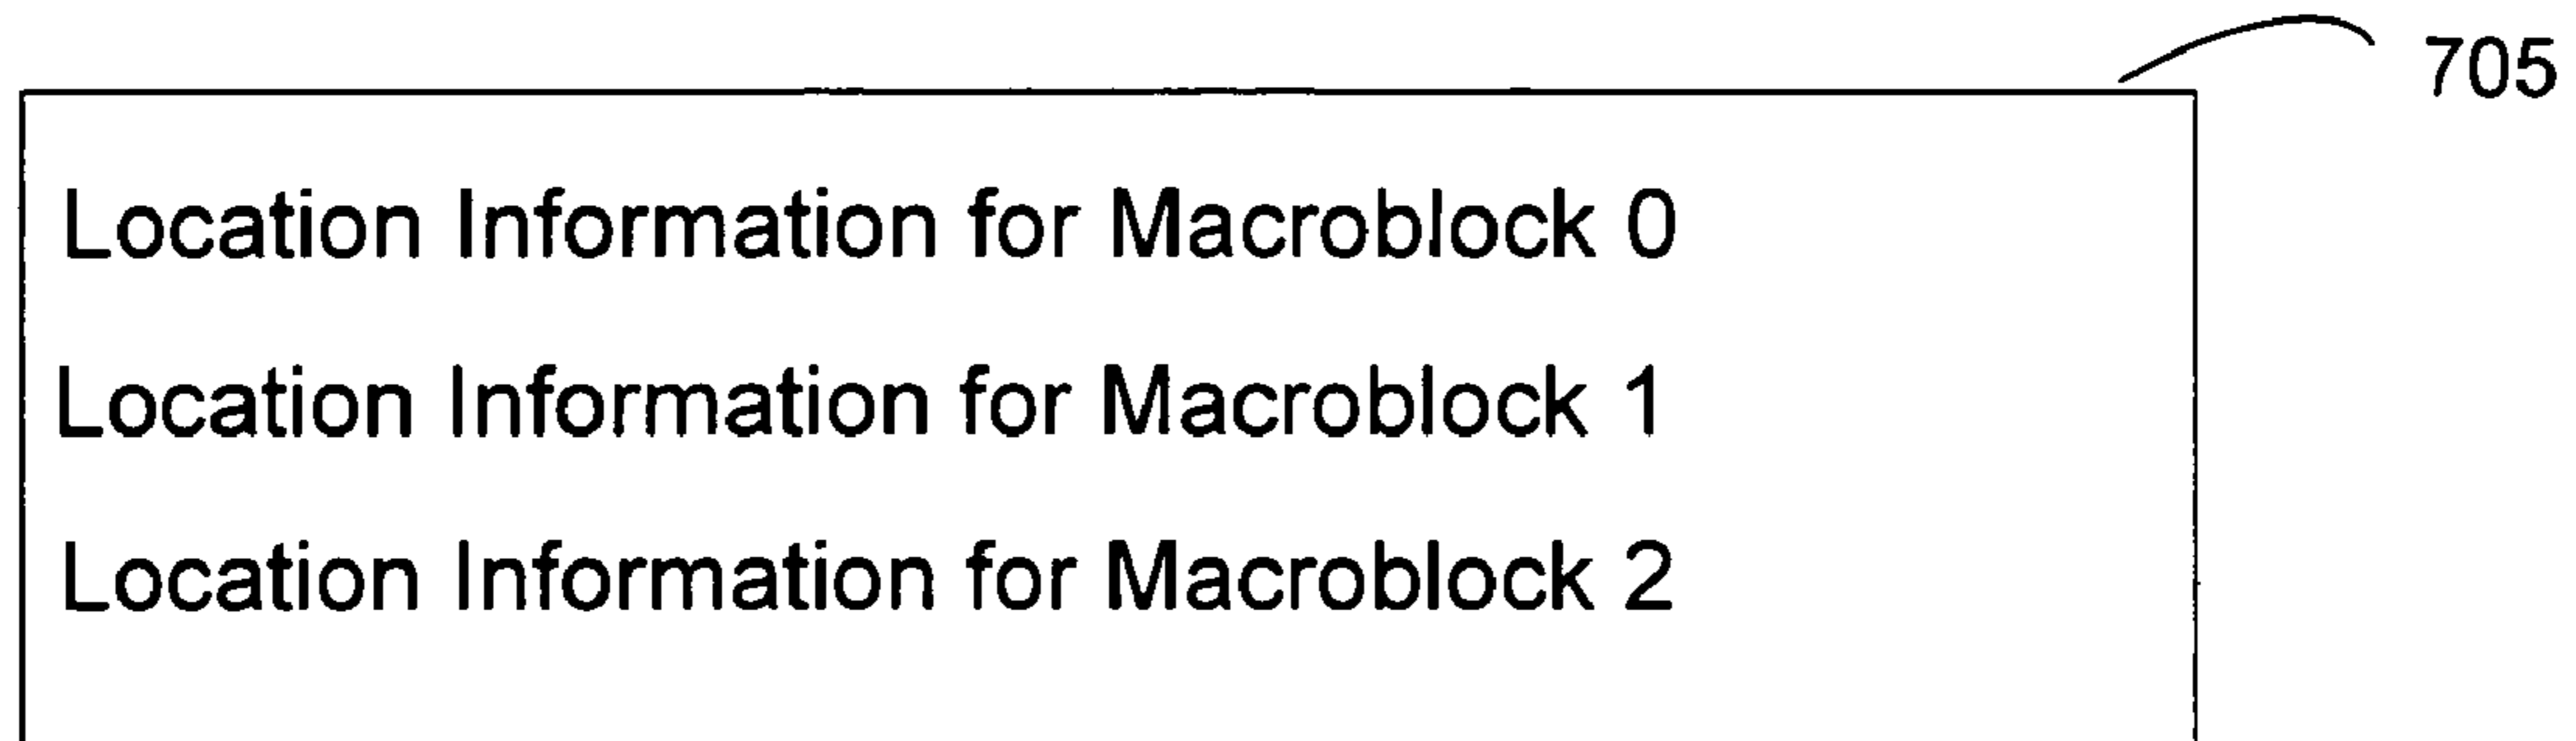 705
Location Information for Macroblock 0
Location Information for Macroblock 1
Location Information for Macroblock 2